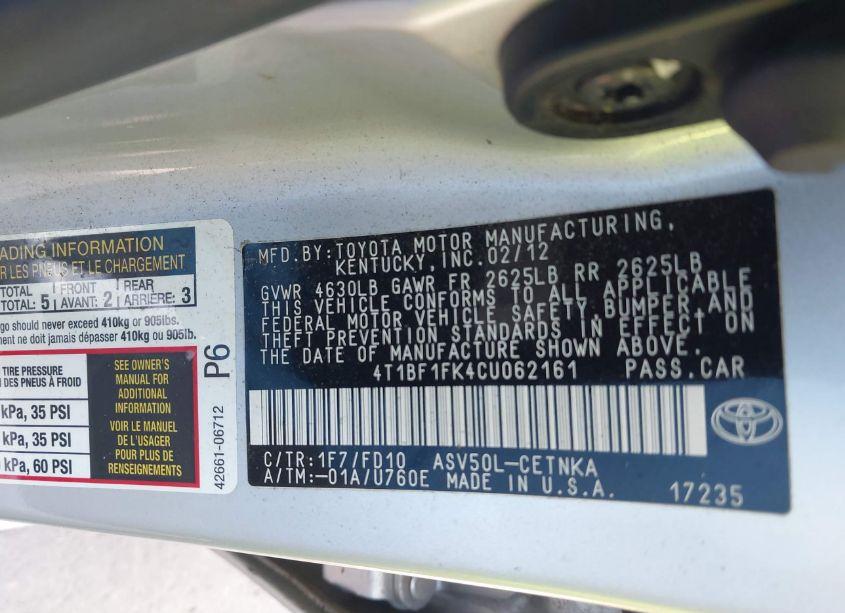 ADING INFORMATION
R LES PNEUS ET LE CHARGEMENT
TOTAL 5 FRONT 2 REAR 3
TOTAL: AVANT: ARRIÈRE:
go should never exceed 410kg or 905lbs.
ment ne doit jamais dépasser 410kg ou 905lb.
TIRE PRESSURE
DES PNEUS À FROID
kPa, 35 PSI
kPa, 35 PSI
kPa, 60 PSI
SEE OWNER'S
MANUAL FOR
ADDITIONAL
INFORMATION
VOIR LE MANUEL
DE L'USAGER
POUR PLUS DE
RENSEIGNEMENTS
P6
42661-06712
MFD.BY:TOYOTA MOTOR MANUFACTURING,
KENTUCKY,INC.02/12
GVWR 4630LB GAWR FR 2625LB RR 2625LB
THIS VEHICLE CONFORMS TO ALL APPLICABLE
FEDERAL MOTOR VEHICLE SAFETY,BUMPER,AND
THEFT PREVENTION STANDARDS IN EFFECT ON
THE DATE OF MANUFACTURE SHOWN ABOVE.
4T1BF1FK4CU062161 PASS.CAR
C/TR:1F7/FD10 ASV50L-CETNKA
A/TM:-01A/U760E MADE IN U.S.A.
17235